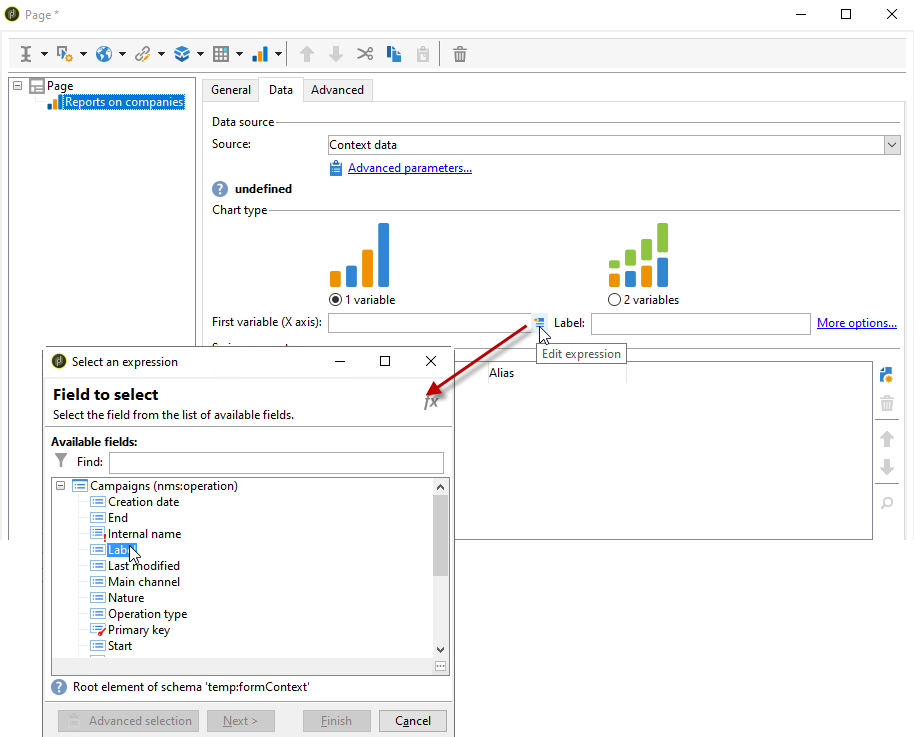 Page *
Page
Reports on companies
General Data Advanced
Data source
Source: Context data
Advanced parameters...
undefined
Chart type
1 variable 2 variables
First variable (X axis): Label: More options...
Edit expression
Alias
Select an expression
Field to select
Select the field from the list of available fields.
fx
Available fields:
Find:
Campaigns (nms:operation)
Creation date
End
Internal name
Label
Last modified
Main channel
Nature
Operation type
Primary key
Start
Root element of schema 'temp:formContext'
Advanced selection Next > Finish Cancel